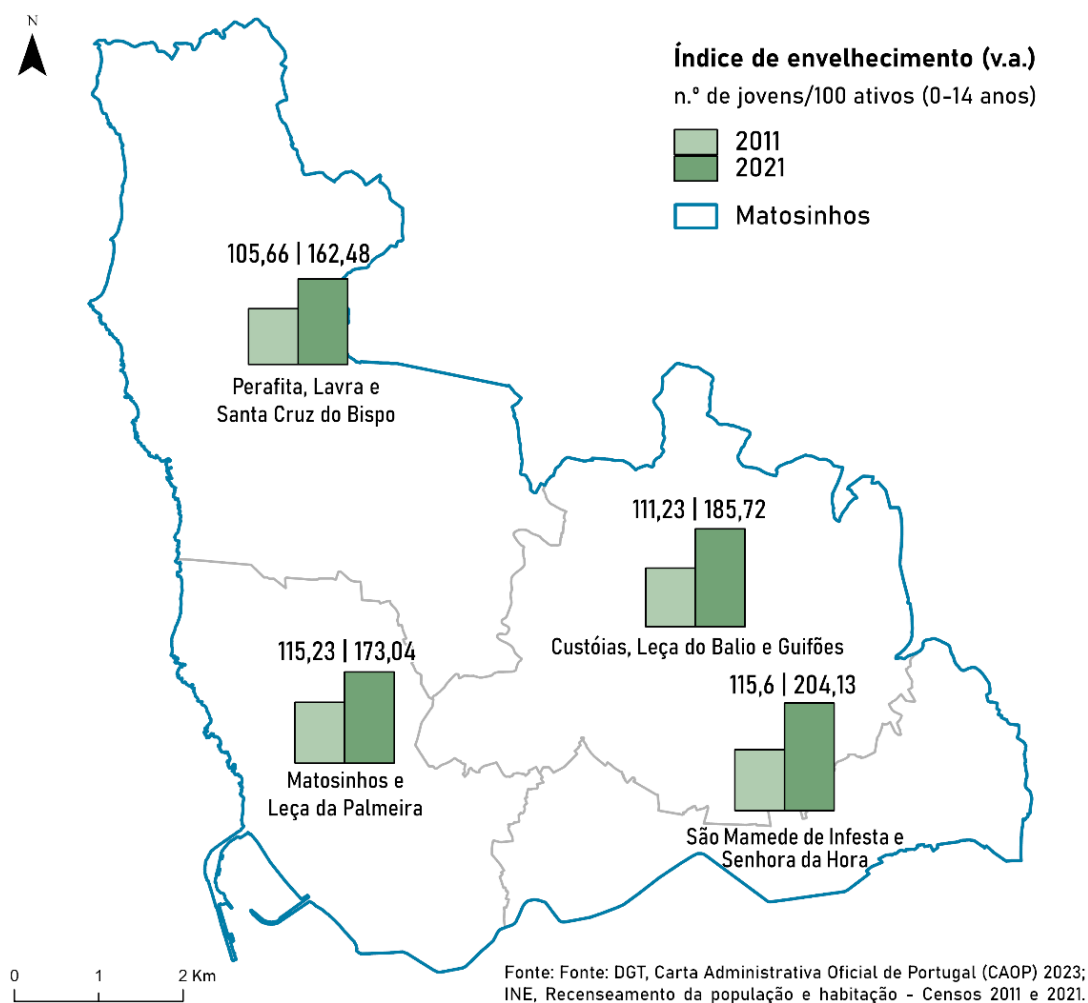 N
Índice de envelhecimento (v.a.)
n.º de jovens/100 ativos (0-14 anos)
2011
2021
Matosinhos
105,66 | 162,48
Perafita, Lavra e
Santa Cruz do Bispo
111,23 | 185,72
Custóias, Leça do Balio e Guifões
115,23 | 173,04
Matosinhos e
Leça da Palmeira
115,6 | 204,13
São Mamede de Infesta e
Senhora da Hora
0 1 2 Km
Fonte: Fonte: DGT, Carta Administrativa Oficial de Portugal (CAOP) 2023;
INE, Recenseamento da população e habitação - Censos 2011 e 2021.